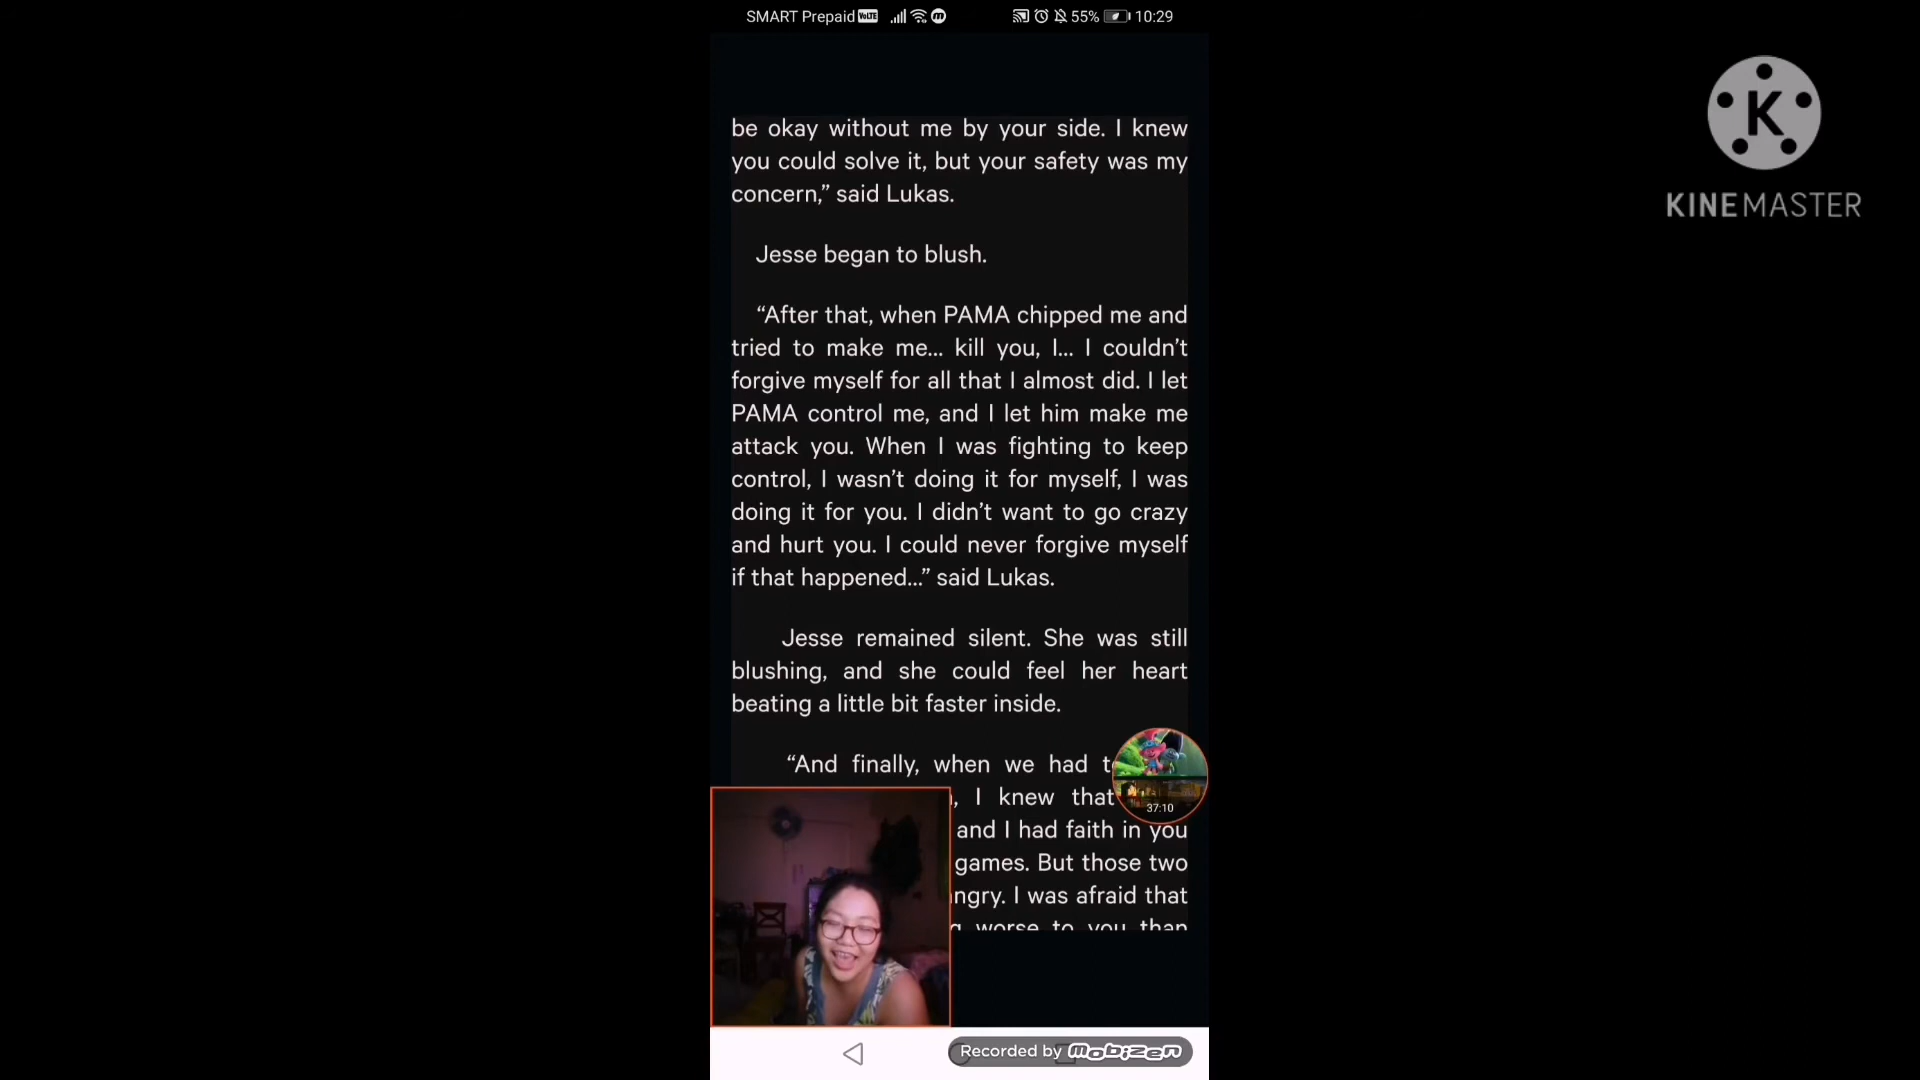 SMART Prepaid VoLTE 55% 10:29
K
KINEMASTER
be okay without me by your side. I knew
you could solve it, but your safety was my
concern,” said Lukas.
Jesse began to blush.
“After that, when PAMA chipped me and
tried to make me... kill you, I... I couldn’t
forgive myself for all that I almost did. I let
PAMA control me, and I let him make me
attack you. When I was fighting to keep
control, I wasn’t doing it for myself, I was
doing it for you. I didn’t want to go crazy
and hurt you. I could never forgive myself
if that happened...” said Lukas.
Jesse remained silent. She was still
blushing, and she could feel her heart
beating a little bit faster inside.
“And finally, when we had
I knew that
37:10
and I had faith in you
games. But those two
I was afraid that
worse to you than
Recorded by mobizen